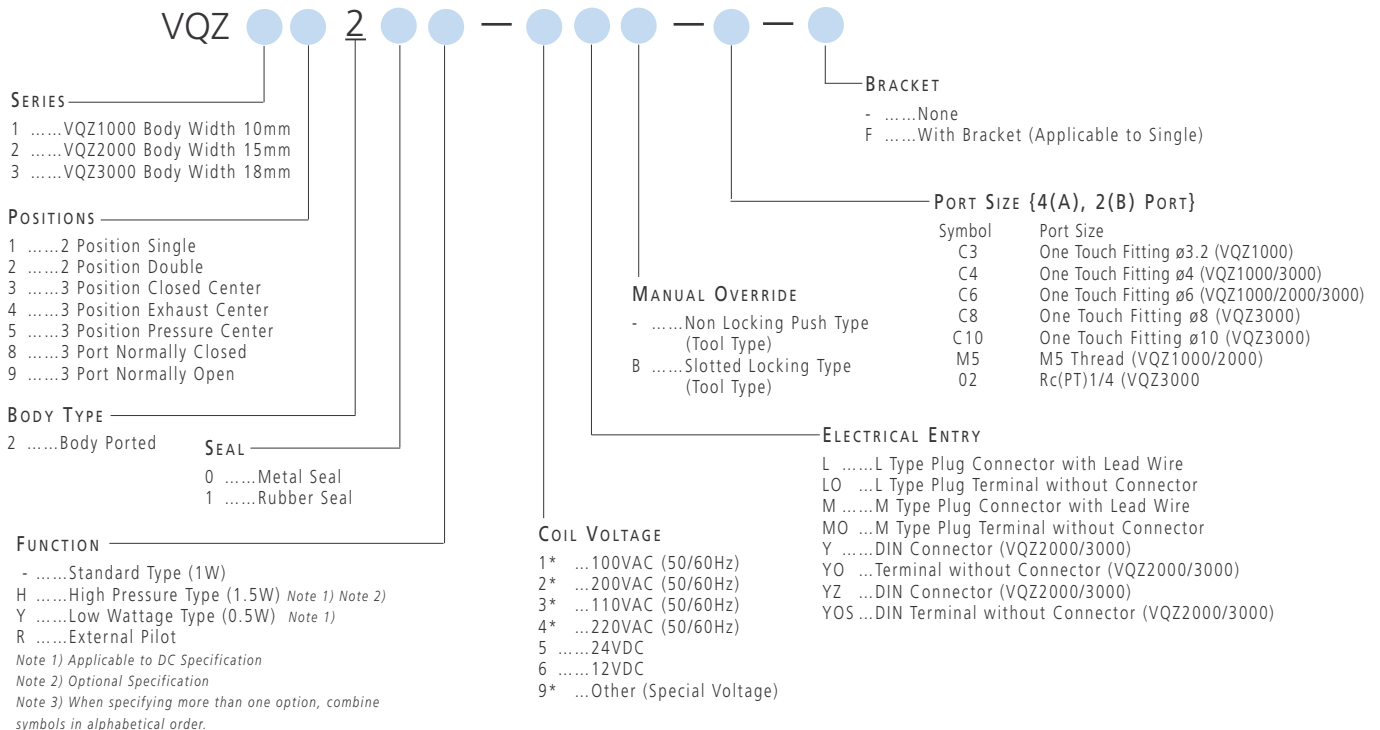 VQZ 2 — — —
SERIES
1 ......VQZ1000 Body Width 10mm
2 ......VQZ2000 Body Width 15mm
3 ......VQZ3000 Body Width 18mm
POSITIONS
1 ......2 Position Single
2 ......2 Position Double
3 ......3 Position Closed Center
4 ......3 Position Exhaust Center
5 ......3 Position Pressure Center
8 ......3 Port Normally Closed
9 ......3 Port Normally Open
BODY TYPE
2 ......Body Ported
SEAL
0 ......Metal Seal
1 ......Rubber Seal
FUNCTION
- ......Standard Type (1W)
H ......High Pressure Type (1.5W) Note 1) Note 2)
Y ......Low Wattage Type (0.5W) Note 1)
R ......External Pilot
Note 1) Applicable to DC Specification
Note 2) Optional Specification
Note 3) When specifying more than one option, combine
symbols in alphabetical order.
COIL VOLTAGE
1* ...100VAC (50/60Hz)
2* ...200VAC (50/60Hz)
3* ...110VAC (50/60Hz)
4* ...220VAC (50/60Hz)
5 ......24VDC
6 ......12VDC
9* ...Other (Special Voltage)
MANUAL OVERRIDE
- ......Non Locking Push Type
(Tool Type)
B ......Slotted Locking Type
(Tool Type)
BRACKET
- ......None
F ......With Bracket (Applicable to Single)
PORT SIZE {4(A), 2(B) PORT}
Symbol Port Size
C3 One Touch Fitting ø3.2 (VQZ1000)
C4 One Touch Fitting ø4 (VQZ1000/3000)
C6 One Touch Fitting ø6 (VQZ1000/2000/3000)
C8 One Touch Fitting ø8 (VQZ3000)
C10 One Touch Fitting ø10 (VQZ3000)
M5 M5 Thread (VQZ1000/2000)
02 Rc(PT)1/4 (VQZ3000
ELECTRICAL ENTRY
L ......L Type Plug Connector with Lead Wire
LO ...L Type Plug Terminal without Connector
M ......M Type Plug Connector with Lead Wire
MO ...M Type Plug Terminal without Connector
Y ......DIN Connector (VQZ2000/3000)
YO ...Terminal without Connector (VQZ2000/3000)
YZ ...DIN Connector (VQZ2000/3000)
YOS ...DIN Terminal without Connector (VQZ2000/3000)